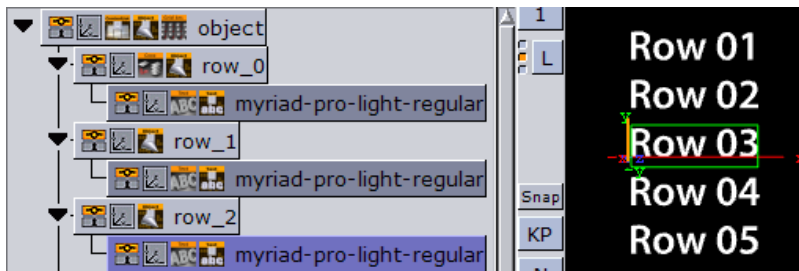 object
row_0
myriad-pro-light-regular
row_1
myriad-pro-light-regular
row_2
myriad-pro-light-regular
1
L
Snap
KP
Row 01
Row 02
Row 03
Row 04
Row 05